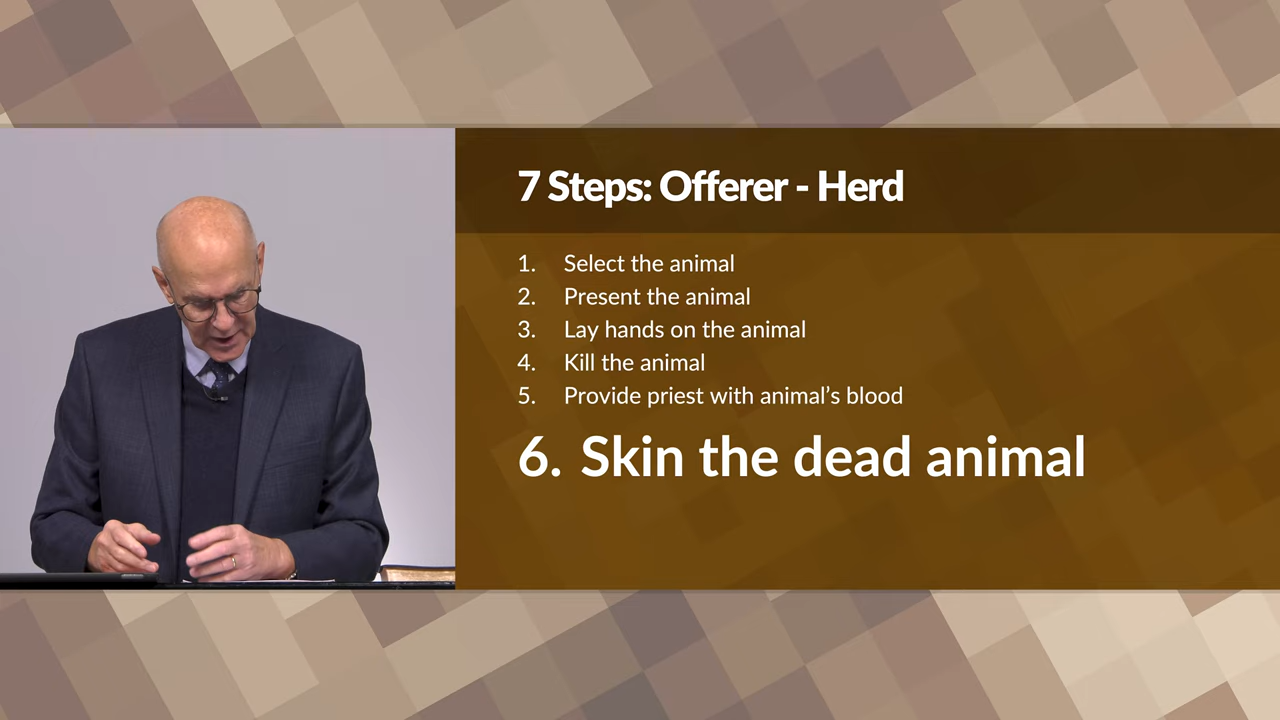 7 Steps: Offerer - Herd
1. Select the animal
2. Present the animal
3. Lay hands on the animal
4. Kill the animal
5. Provide priest with animal’s blood
6. Skin the dead animal